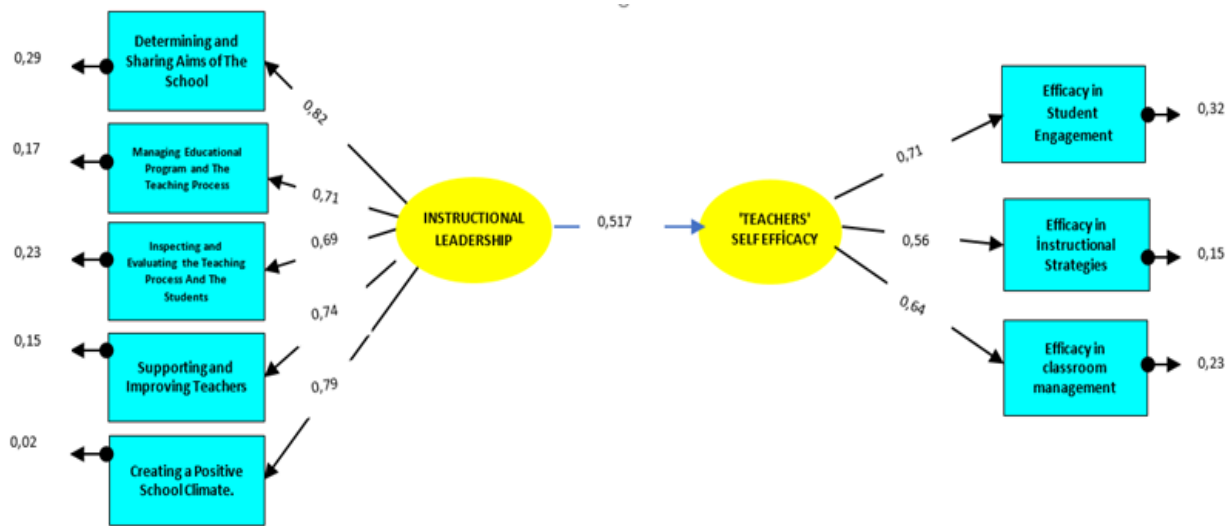 0,29
Determining and
Sharing Aims of The
School
0,82
0,17
Managing Educational
Program and The
Teaching Process
0,71
0,23
Inspecting and
Evaluating the Teaching
Process And The
Students
0,69
0,15
Supporting and
Improving Teachers
0,74
0,02
Creating a Positive
School Climate.
0,79
INSTRUCTIONAL
LEADERSHIP
0,517
'TEACHERS'
SELF EFFİCACY
0,71
Efficacy in
Student
Engagement
0,32
0,56
Efficacy in
İnstructional
Strategies
0,15
0,64
Efficacy in
classroom
management
0,23